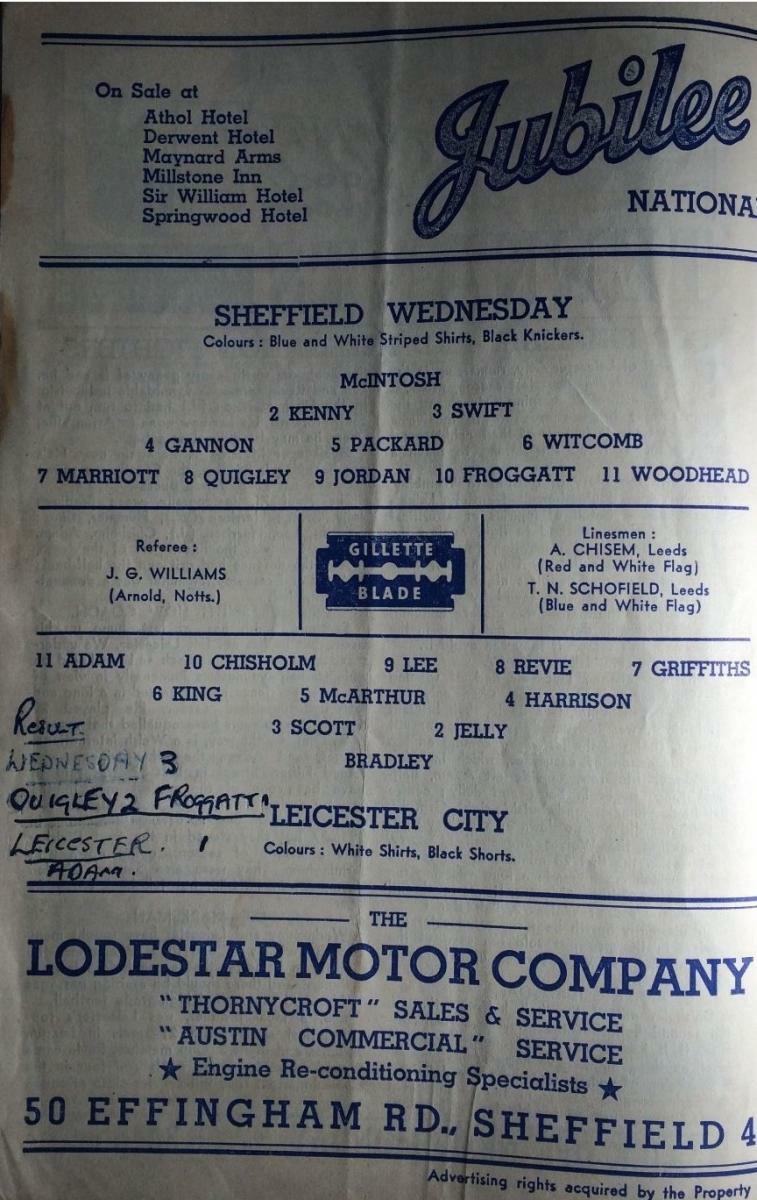 On Sale at
Athol Hotel
Derwent Hotel
Maynard Arms
Millstone Inn
Sir William Hotel
Springwood Hotel
Jubilee
NATIONA
SHEFFIELD WEDNESDAY
Colours : Blue and White Striped Shirts, Black Knickers.
McINTOSH
2 KENNY 3 SWIFT
4 GANNON 5 PACKARD 6 WITCOMB
7 MARRIOTT 8 QUIGLEY 9 JORDAN 10 FROGGATT 11 WOODHEAD
Referee :
J. G. WILLIAMS
(Arnold, Notts.)
GILLETTE
BLADE
Linesmen :
A. CHISEM, Leeds
(Red and White Flag)
T. N. SCHOFIELD, Leeds
(Blue and White Flag)
11 ADAM 10 CHISHOLM 9 LEE 8 REVIE 7 GRIFFITHS
6 KING 5 McARTHUR 4 HARRISON
3 SCOTT 2 JELLY
BRADLEY
RESULT.
WEDNESDAY 3
QUIGLEY 2 FROGGATT 1
LEICESTER. 1
ADAM.
LEICESTER CITY
Colours : White Shirts, Black Shorts.
THE
LODESTAR MOTOR COMPANY
"THORNYCROFT" SALES & SERVICE
"AUSTIN COMMERCIAL" SERVICE
★ Engine Re-conditioning Specialists ★
50 EFFINGHAM RD., SHEFFIELD 4
Advertising rights acquired by the Property